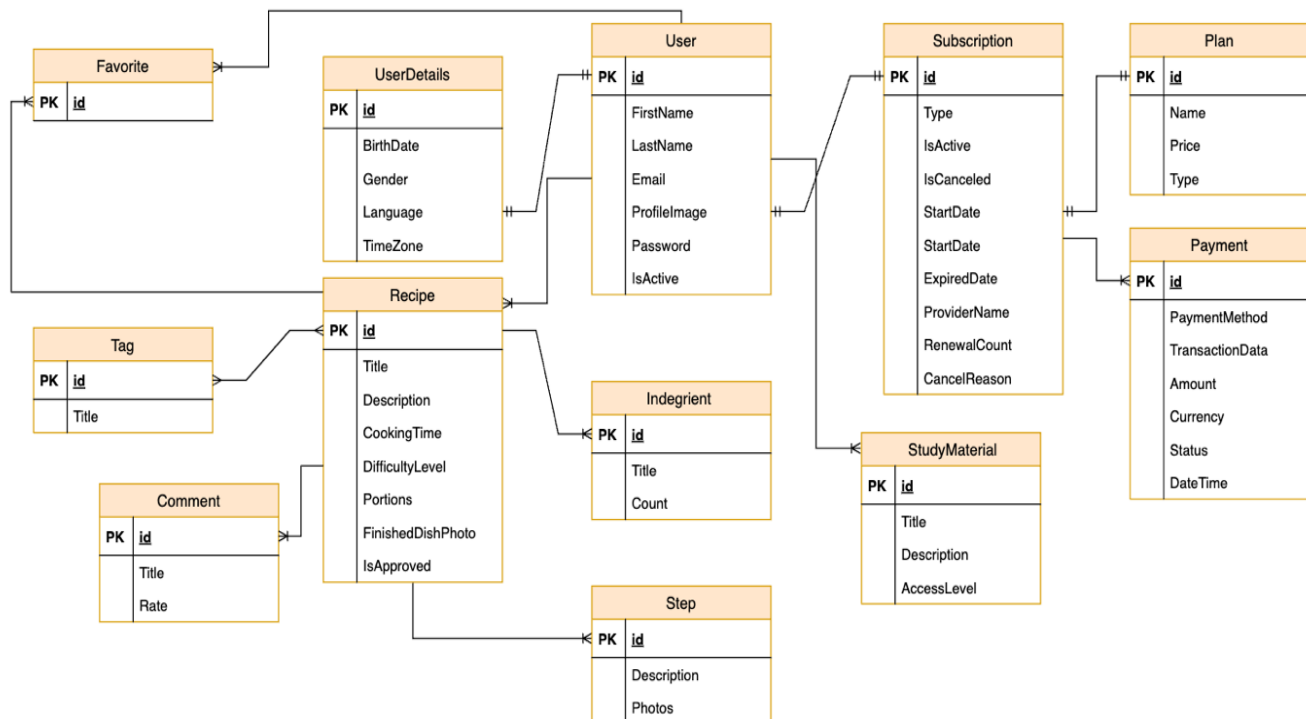 Favorite
PK id
UserDetails
PK id
BirthDate
Gender
Language
TimeZone
User
PK id
FirstName
LastName
Email
ProfileImage
Password
IsActive
Subscription
PK id
Type
IsActive
IsCanceled
StartDate
StartDate
ExpiredDate
ProviderName
RenewalCount
CancelReason
Plan
PK id
Name
Price
Type
Payment
PK id
PaymentMethod
TransactionData
Amount
Currency
Status
DateTime
Recipe
PK id
Title
Description
CookingTime
DifficultyLevel
Portions
FinishedDishPhoto
IsApproved
Tag
PK id
Title
Indegrient
PK id
Title
Count
StudyMaterial
PK id
Title
Description
AccessLevel
Comment
PK id
Title
Rate
Step
PK id
Description
Photos